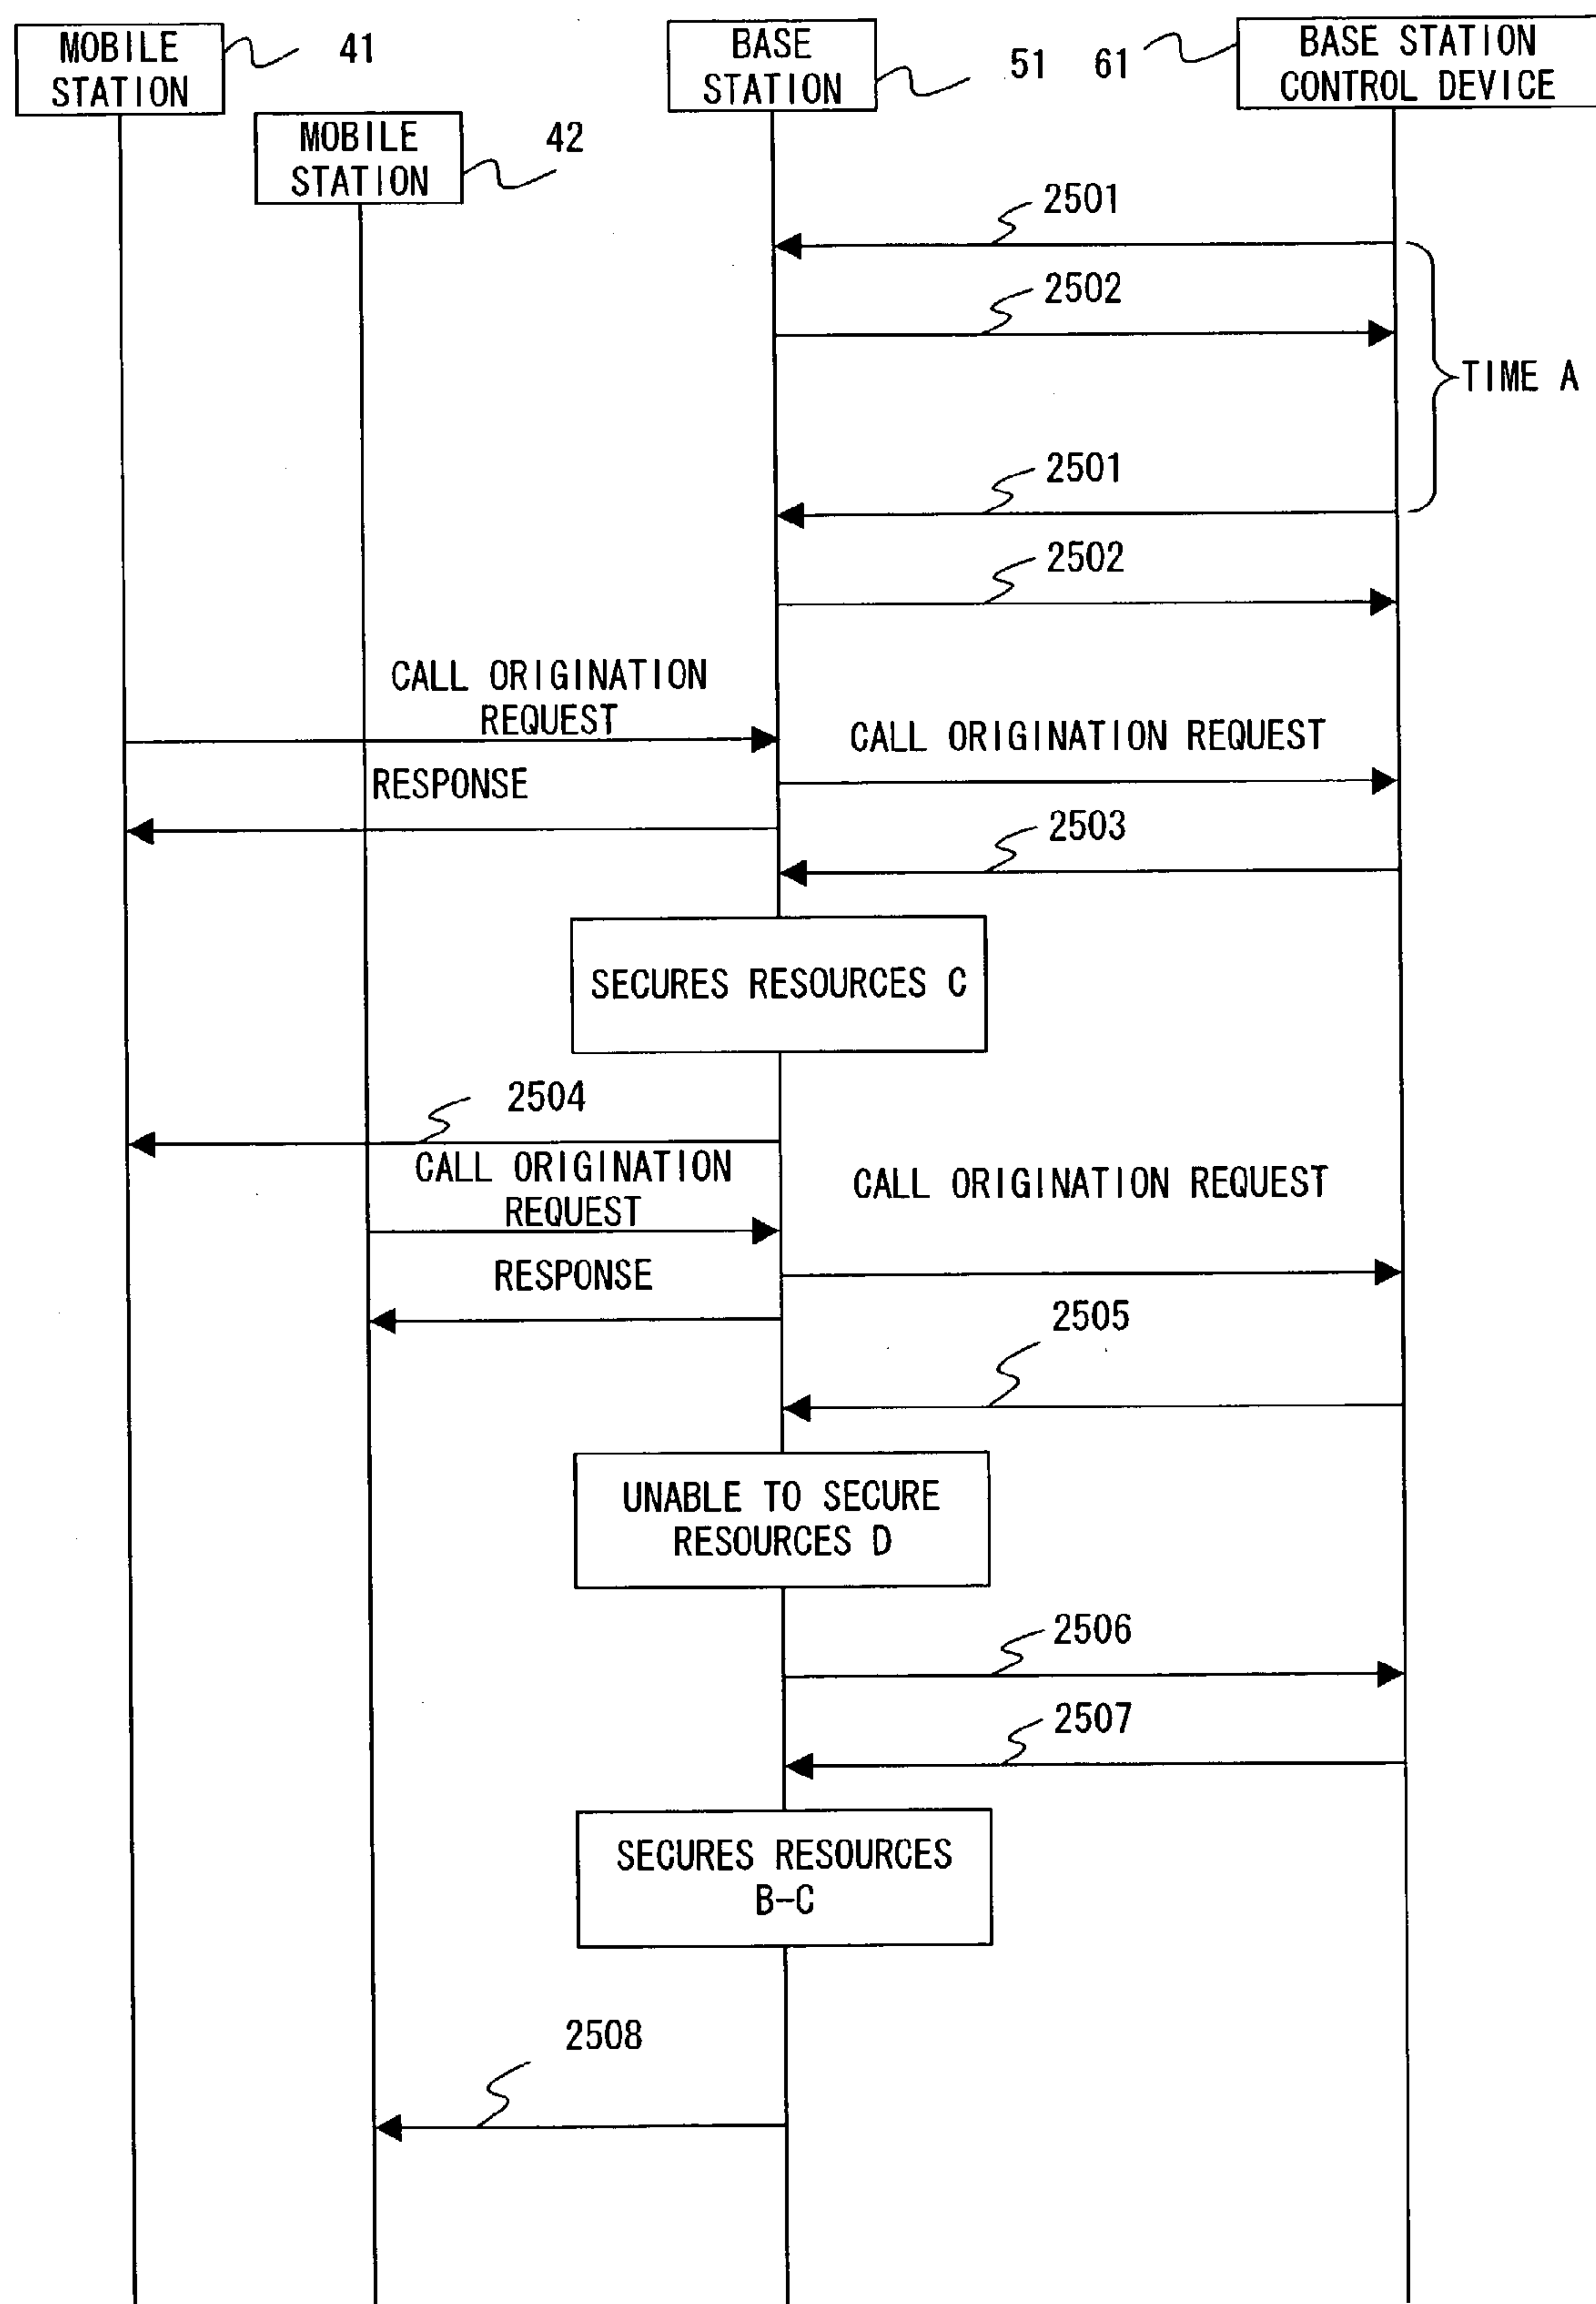 MOBILE
STATION
41
BASE
STATION
51
61
BASE STATION
CONTROL DEVICE
MOBILE
STATION
42
2501
2502
TIME A
2501
2502
CALL ORIGINATION
REQUEST
CALL ORIGINATION REQUEST
RESPONSE
2503
SECURES RESOURCES C
2504
CALL ORIGINATION
REQUEST
CALL ORIGINATION REQUEST
RESPONSE
2505
UNABLE TO SECURE
RESOURCES D
2506
2507
SECURES RESOURCES
B-C
2508